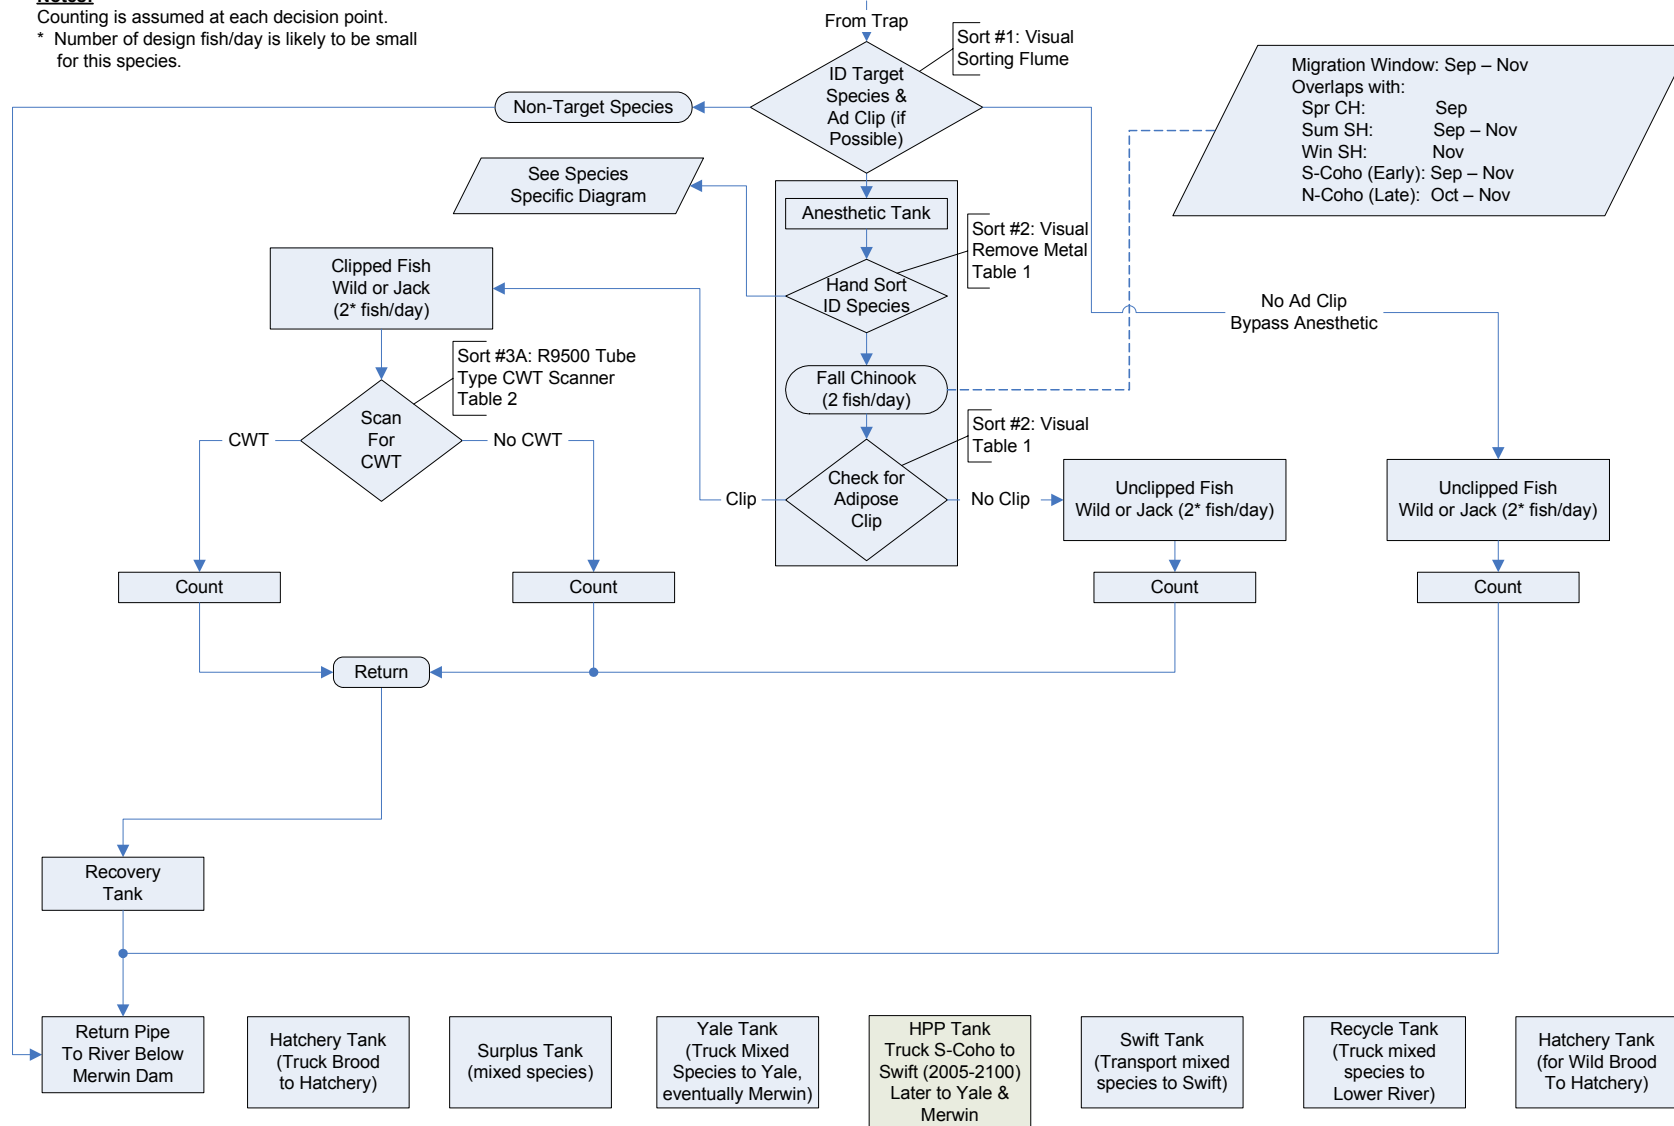 Notes:
Counting is assumed at each decision point.
* Number of design fish/day is likely to be small
for this species.
From Trap
Sort #1: Visual
Sorting Flume
ID Target
Species &
Ad Clip (if
Possible)
Non-Target Species
Migration Window: Sep – Nov
Overlaps with:
Spr CH: Sep
Sum SH: Sep – Nov
Win SH: Nov
S-Coho (Early): Sep – Nov
N-Coho (Late): Oct – Nov
See Species
Specific Diagram
Anesthetic Tank
Sort #2: Visual
Remove Metal
Table 1
Hand Sort
ID Species
Clipped Fish
Wild or Jack
(2* fish/day)
No Ad Clip
Bypass Anesthetic
Sort #3A: R9500 Tube
Type CWT Scanner
Table 2
Fall Chinook
(2 fish/day)
Scan
For
CWT
CWT
No CWT
Sort #2: Visual
Table 1
Check for
Adipose
Clip
Clip
No Clip
Unclipped Fish
Wild or Jack (2* fish/day)
Unclipped Fish
Wild or Jack (2* fish/day)
Count
Count
Count
Count
Return
Recovery
Tank
Return Pipe
To River Below
Merwin Dam
Hatchery Tank
(Truck Brood
to Hatchery)
Surplus Tank
(mixed species)
Yale Tank
(Truck Mixed
Species to Yale,
eventually Merwin)
HPP Tank
Truck S-Coho to
Swift (2005-2100)
Later to Yale &
Merwin
Swift Tank
(Transport mixed
species to Swift)
Recycle Tank
(Truck mixed
species to
Lower River)
Hatchery Tank
(for Wild Brood
To Hatchery)